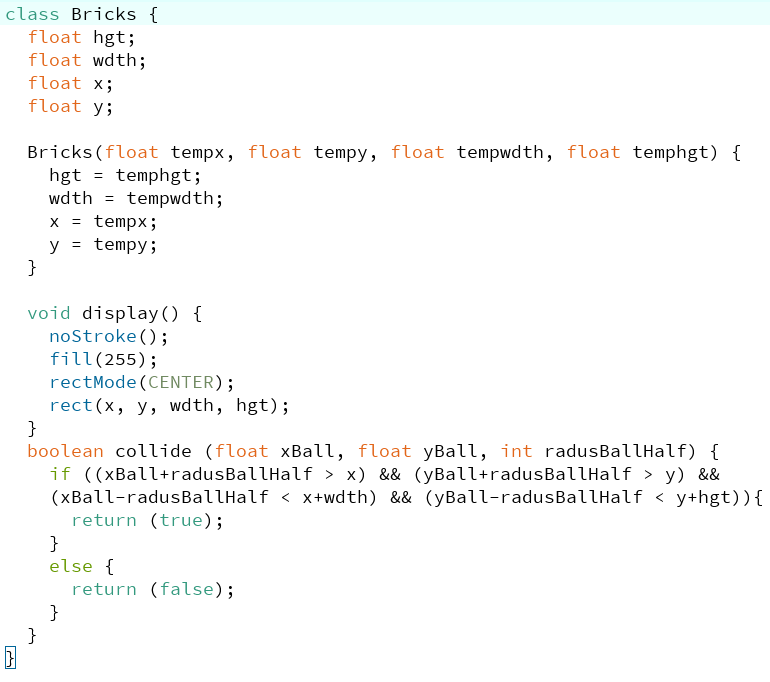 class Bricks {
  float hgt;
  float wdth;
  float x;
  float y;

  Bricks(float tempx, float tempy, float tempwdth, float temphgt) {
    hgt = temphgt;
    wdth = tempwdth;
    x = tempx;
    y = tempy;
  }

  void display() {
    noStroke();
    fill(255);
    rectMode(CENTER);
    rect(x, y, wdth, hgt);
  }
  boolean collide (float xBall, float yBall, int radusBallHalf) {
    if ((xBall+radusBallHalf > x) && (yBall+radusBallHalf > y) &&
    (xBall-radusBallHalf < x+wdth) && (yBall-radusBallHalf < y+hgt)){
      return (true);
    }
    else {
      return (false);
    }
  }
}